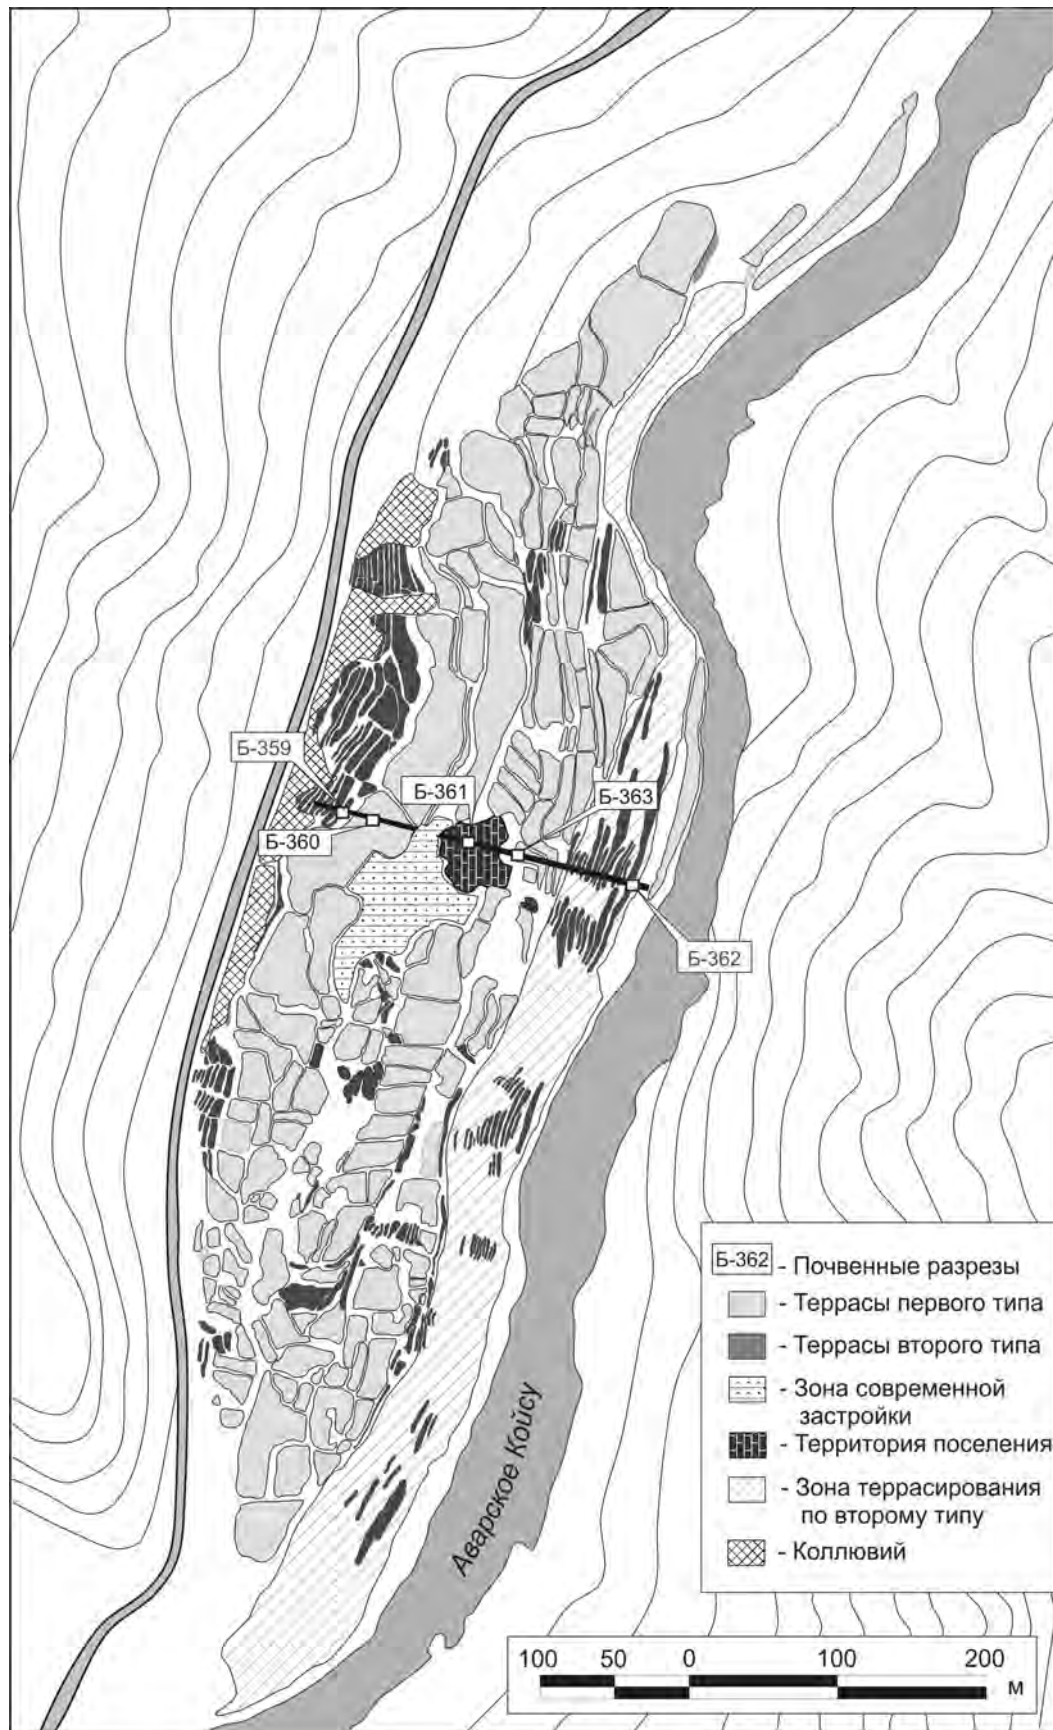 Б-359
Б-361
Б-363
Б-360
Б-362
Аварское Койсу
Б-362 - Почвенные разрезы
- Террасы первого типа
- Террасы второго типа
- Зона современной
застройки
- Территория поселения
- Зона террасирования
по второму типу
- Коллювий
100 50 0 100 200
м